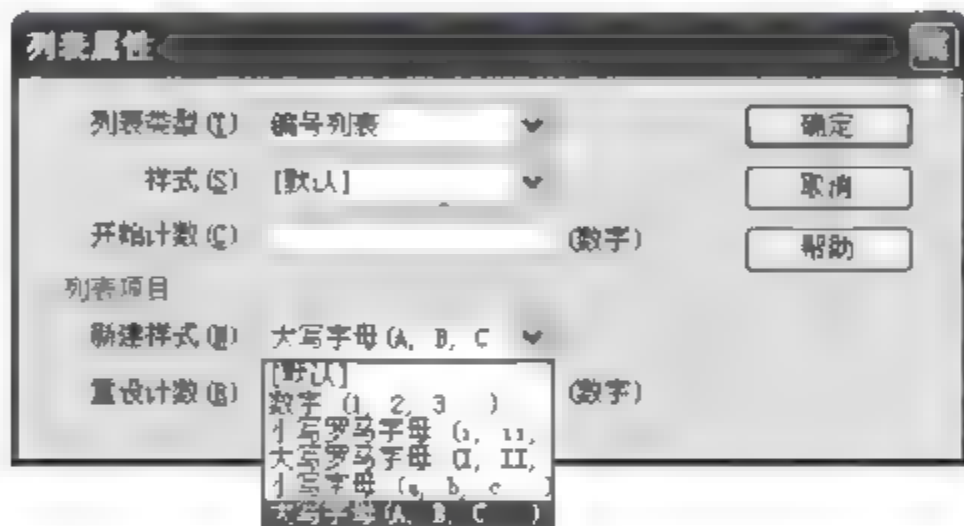 列表属性
列表类型(T) 编号列表 确定
样式(S) [默认] 取消
开始计数(C) (数字) 帮助
列表项目
新建样式(N) 大写字母(A, B, C
重设计数(R) (数字)
[默认]
数字 (1, 2, 3 )
小写罗马字母 (i, ii,
大写罗马字母 (I, II,
小写字母 (a, b, c )
大写字母(A, B, C )